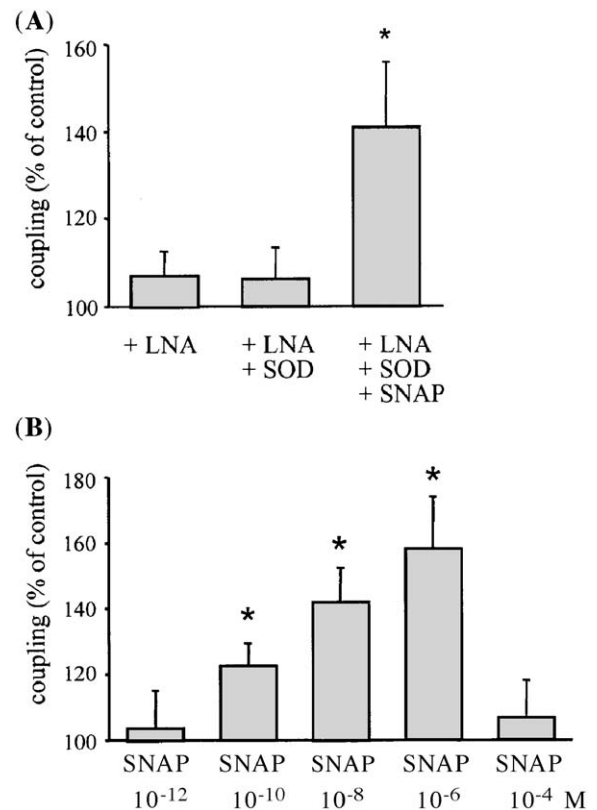 (A)
*
160
140
120
100
coupling (% of control)
+ LNA + LNA + LNA
+ SOD + SOD
+ SNAP
(B)
180
160
140
120
100
coupling (% of control)
* * *
SNAP SNAP SNAP SNAP SNAP
10⁻¹² 10⁻¹⁰ 10⁻⁸ 10⁻⁶ 10⁻⁴ M